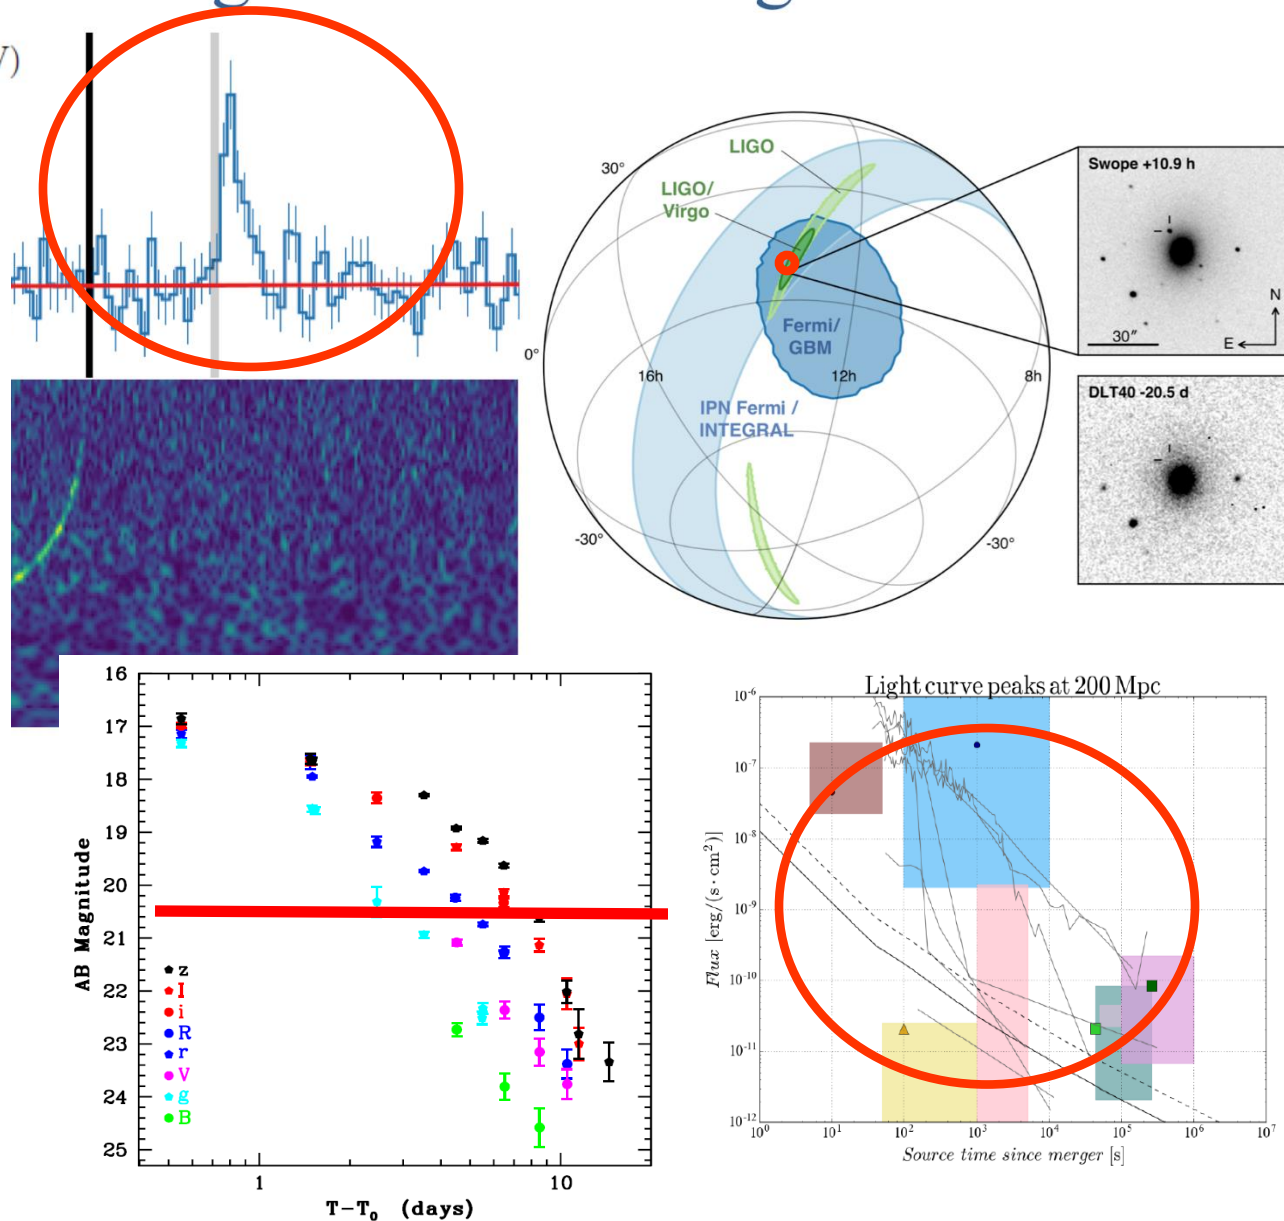 V)
30°
LIGO
LIGO/
Virgo
Fermi/
GBM
0°
16h
12h
8h
IPN Fermi /
INTEGRAL
-30°
-30°
Swope +10.9 h
30"
N
E
DLT40 -20.5 d
16
17
18
19
20
21
22
23
24
25
AB Magnitude
z
I
i
R
r
V
g
B
1
10
T-T₀ (days)
Light curve peaks at 200 Mpc
10⁻⁶
10⁻⁷
10⁻⁸
10⁻⁹
10⁻¹⁰
10⁻¹¹
10⁻¹²
Flux [erg/(s · cm²)]
10⁰
10¹
10²
10³
10⁴
10⁵
10⁶
10⁷
Source time since merger [s]